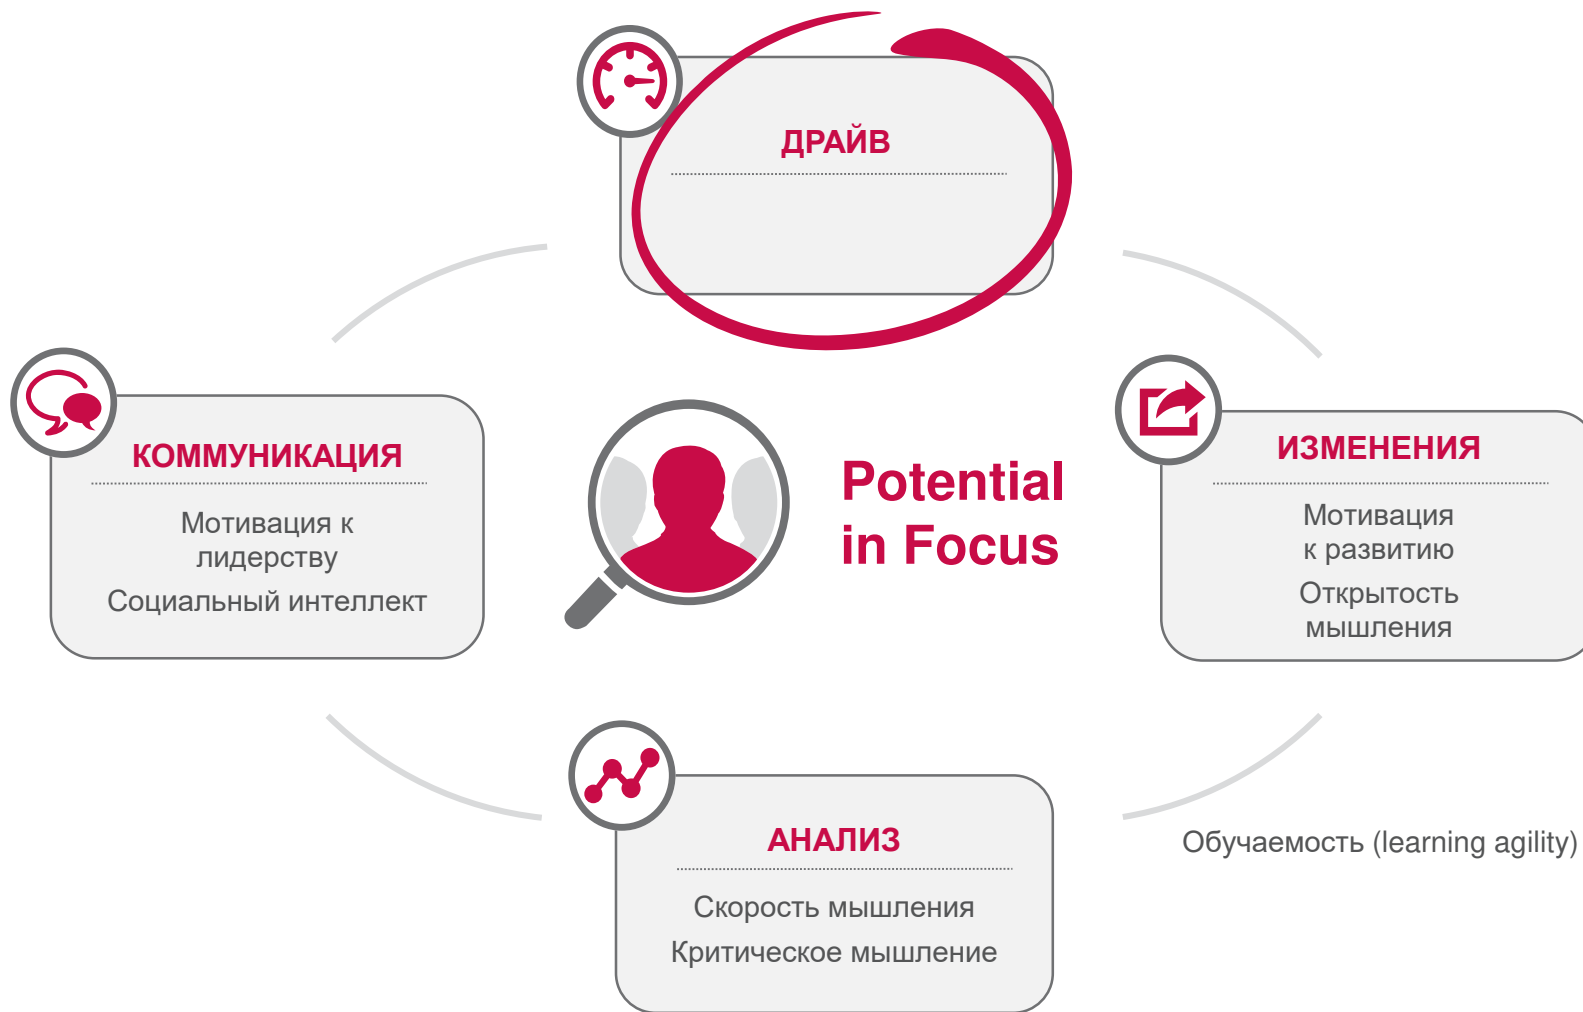 ДРАЙВ
КОММУНИКАЦИЯ
Мотивация к
лидерству
Социальный интеллект
Potential
in Focus
ИЗМЕНЕНИЯ
Мотивация
к развитию
Открытость
мышления
АНАЛИЗ
Скорость мышления
Критическое мышление
Обучаемость (learning agility)